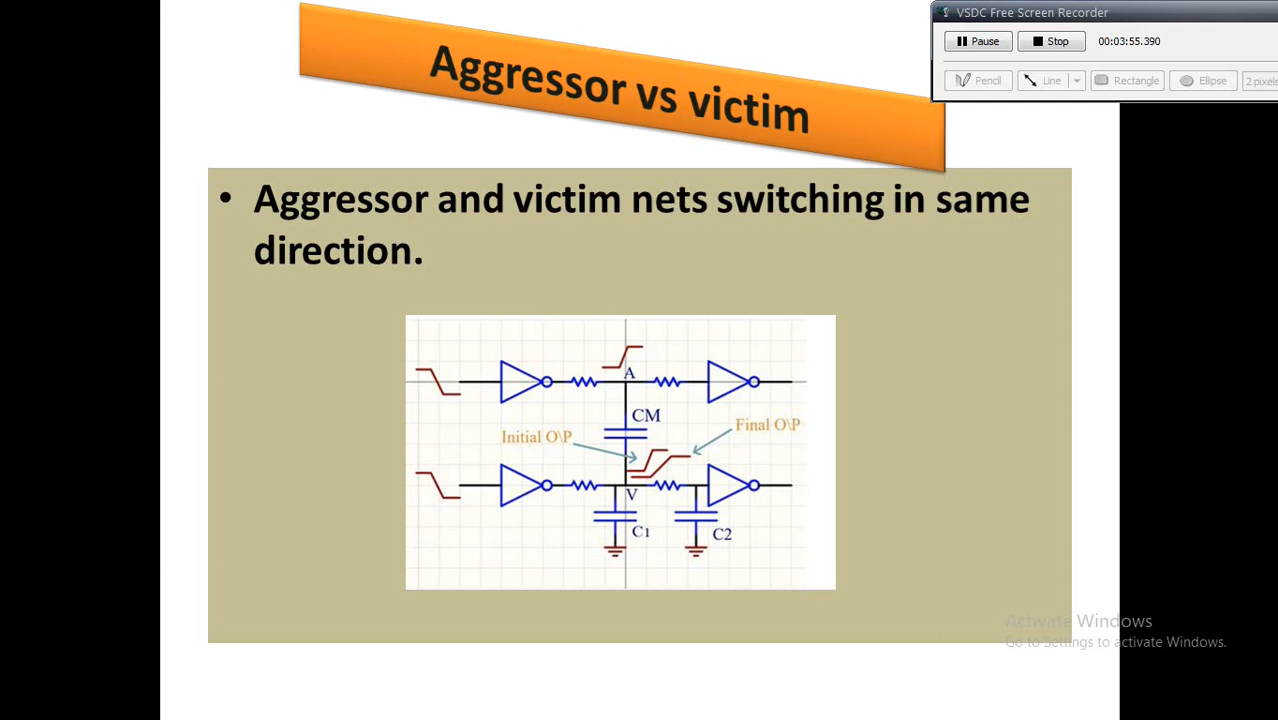 VSDC Free Screen Recorder
Pause
Stop
00:03:55.390
Pencil
Line
Rectangle
Ellipse
2 pixels
Aggressor vs victim
• Aggressor and victim nets switching in same
direction.
A
CM
Initial O\P
Final O\P
V
C1
C2
Activate Windows
Go to Settings to activate Windows.